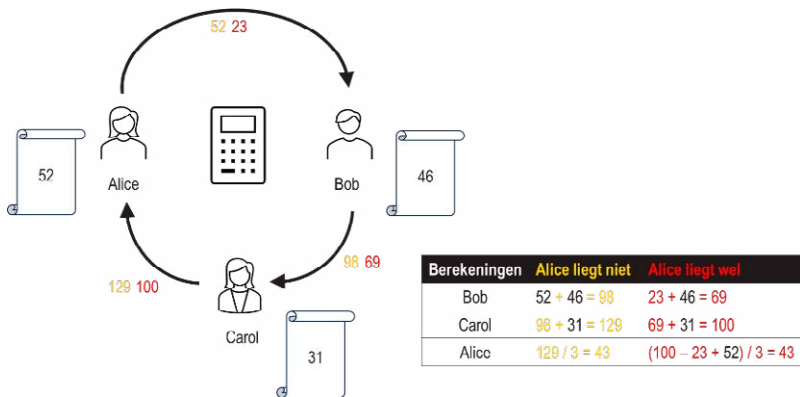 52 23
52
Alice
Bob
46
98 69
129 100
Carol
31
Berekeningen Alice liegt niet Alice liegt wel
Bob 52 + 46 = 98 23 + 46 = 69
Carol 98 + 31 = 129 69 + 31 = 100
Alice 129 / 3 = 43 (100 – 23 + 52) / 3 = 43